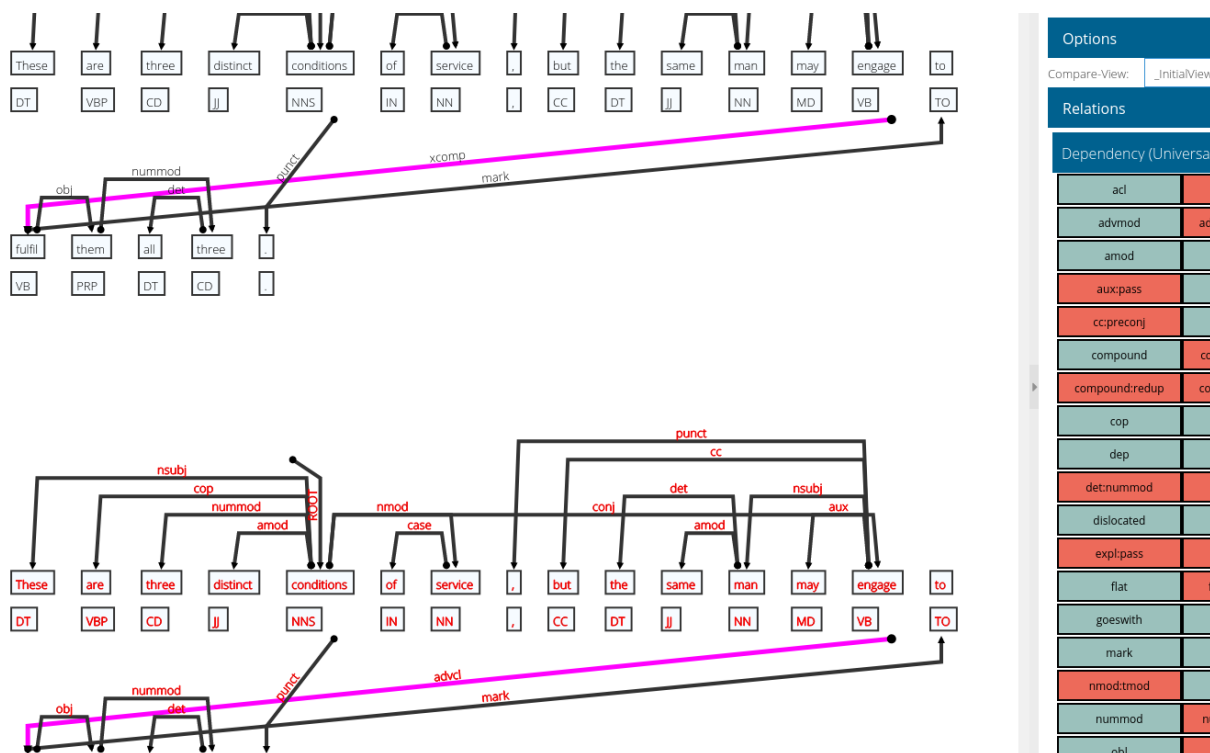 Options
Compare-View: _InitialView
Relations
Dependency (Universa
acl
advmod ad
amod
aux:pass
cc:preconj
compound co
compound:redup co
cop
dep
det:nummod
dislocated
expl:pass
flat
goeswith
mark
nmod:tmod
nummod nu
obl
These are three distinct conditions of service , but the same man may engage to
DT VBP CD JJ NNS IN NN , CC DT JJ NN MD VB TO
xcomp
punct
mark
nummod
obj det
fulfil them all three .
VB PRP DT CD .
punct
cc
nsubj
cop
det nsubj
nummod
ROOT
nmod conj aux
amod case amod
These are three distinct conditions of service , but the same man may engage to
DT VBP CD JJ NNS IN NN , CC DT JJ NN MD VB TO
advcl
punct
mark
nummod
obj det